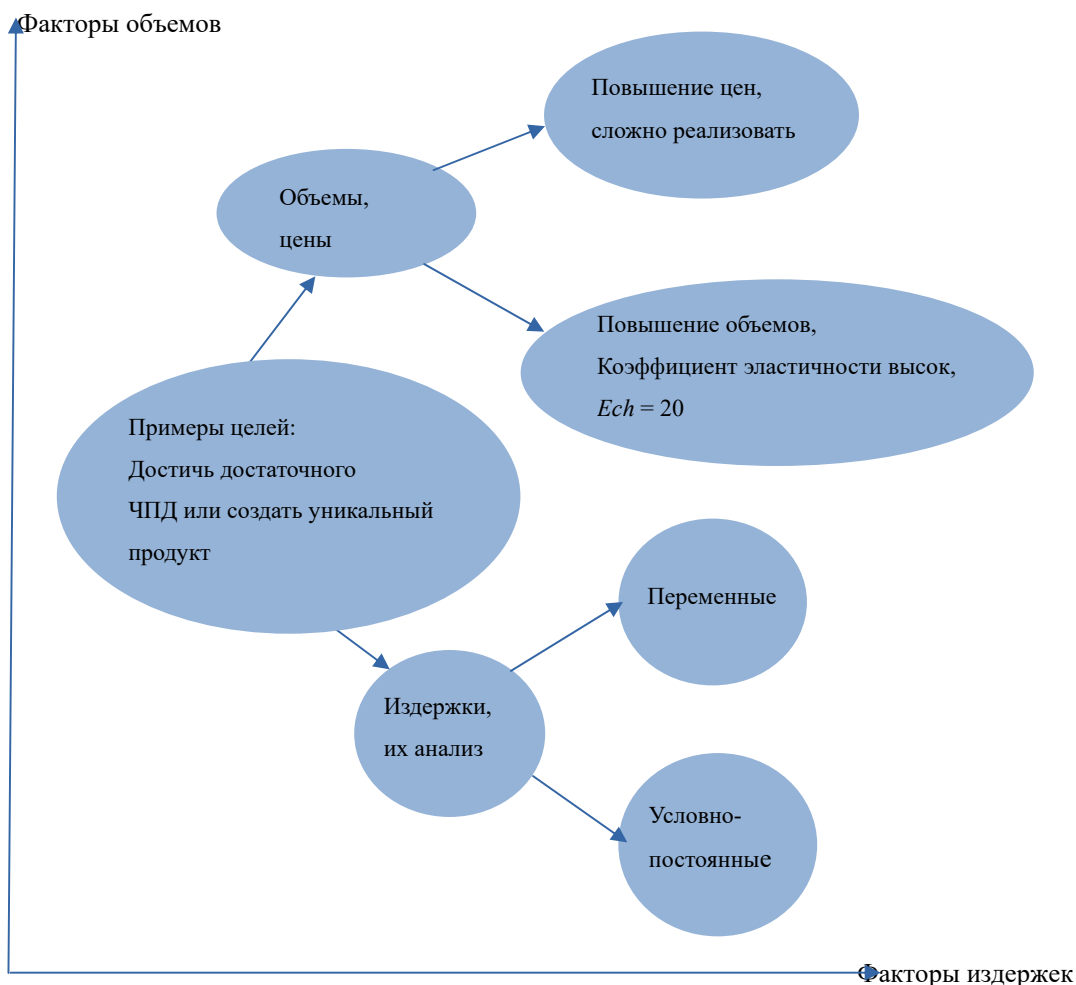 Факторы объемов
Повышение цен,
сложно реализовать
Объемы,
цены
Повышение объемов,
Коэффициент эластичности высок,
Ech = 20
Примеры целей:
Достичь достаточного
ЧПД или создать уникальный
продукт
Переменные
Издержки,
их анализ
Условно-
постоянные
Факторы издержек